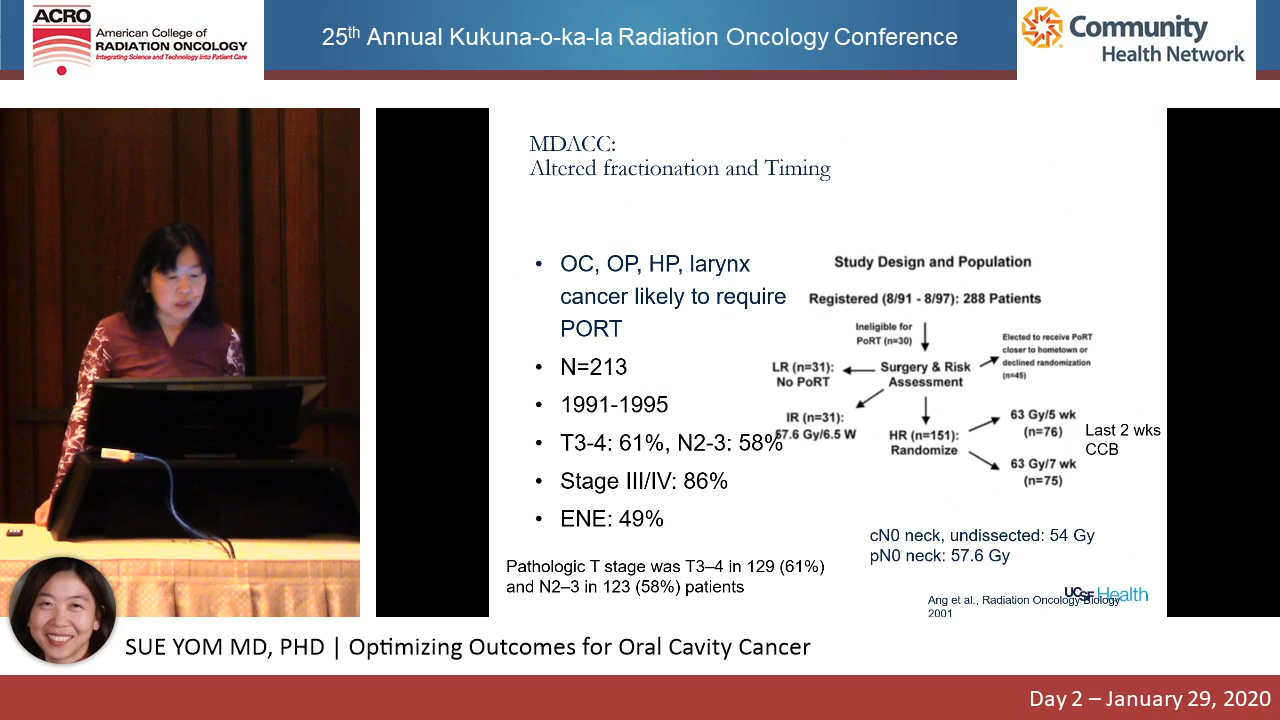 ACRO
American College of
RADIATION ONCOLOGY
Integrating Science and Technology Into Patient Care
25th Annual Kukuna-o-ka-la Radiation Oncology Conference
Community
Health Network
MDACC:
Altered fractionation and Timing
• OC, OP, HP, larynx
cancer likely to require
PORT
• N=213
• 1991-1995
• T3-4: 61%, N2-3: 58%
• Stage III/IV: 86%
• ENE: 49%
Pathologic T stage was T3–4 in 129 (61%)
and N2–3 in 123 (58%) patients
Study Design and Population
Registered (8/91 - 8/97): 288 Patients
Ineligible for
PoRT (n=30)
Elected to receive PoRT
closer to hometown or
declined randomization
(n=45)
LR (n=31):
No PoRT
Surgery & Risk
Assessment
IR (n=31):
57.6 Gy/6.5 W
HR (n=151):
Randomize
63 Gy/5 wk
(n=76)
63 Gy/7 wk
(n=75)
Last 2 wks
CCB
cN0 neck, undissected: 54 Gy
pN0 neck: 57.6 Gy
UCSF Health
Ang et al., Radiation Oncology Biology
2001
SUE YOM MD, PHD | Optimizing Outcomes for Oral Cavity Cancer
Day 2 – January 29, 2020